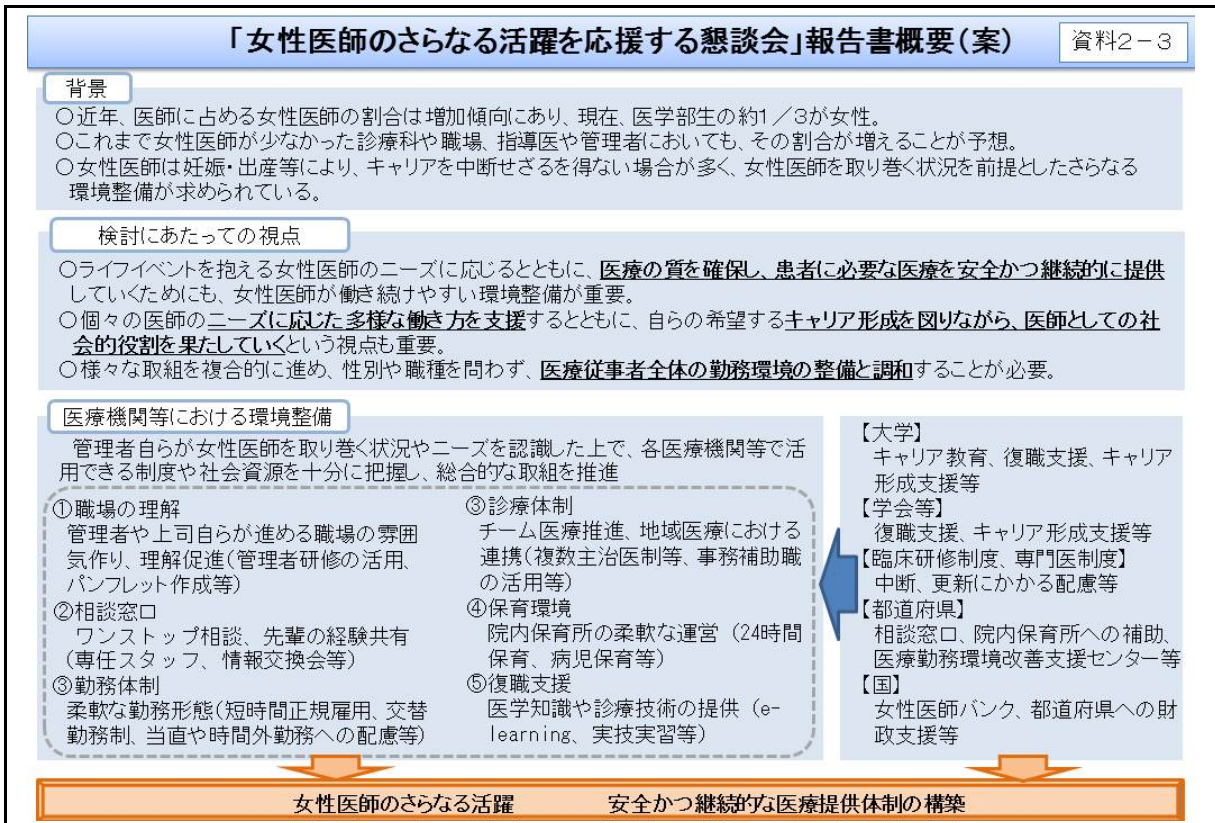 「女性医師のさらなる活躍を応援する懇談会」報告書概要(案)
資料2-3
背景
○近年、医師に占める女性医師の割合は増加傾向にあり、現在、医学部生の約1/3が女性。
○これまで女性医師が少なかった診療科や職場、指導医や管理者においても、その割合が増えることが予想。
○女性医師は妊娠・出産等により、キャリアを中断せざるを得ない場合が多く、女性医師を取り巻く状況を前提としたさらなる
環境整備が求められている。
検討にあたっての視点
○ライフイベントを抱える女性医師のニーズに応じるとともに、医療の質を確保し、患者に必要な医療を安全かつ継続的に提供
していくためにも、女性医師が働き続けやすい環境整備が重要。
○個々の医師のニーズに応じた多様な働き方を支援するとともに、自らの希望するキャリア形成を図りながら、医師としての社
会的役割を果たしていくという視点も重要。
○様々な取組を複合的に進め、性別や職種を問わず、医療従事者全体の勤務環境の整備と調和することが必要。
医療機関等における環境整備
管理者自らが女性医師を取り巻く状況やニーズを認識した上で、各医療機関等で活
用できる制度や社会資源を十分に把握し、総合的な取組を推進
①職場の理解
管理者や上司自らが進める職場の雰囲
気作り、理解促進(管理者研修の活用、
パンフレット作成等)
②相談窓口
ワンストップ相談、先輩の経験共有
(専任スタッフ、情報交換会等)
③勤務体制
柔軟な勤務形態(短時間正規雇用、交替
勤務制、当直や時間外勤務への配慮等)
③診療体制
チーム医療推進、地域医療における
連携(複数主治医制等、事務補助職
の活用等)
④保育環境
院内保育所の柔軟な運営(24時間
保育、病児保育等)
⑤復職支援
医学知識や診療技術の提供(e-
learning、実技実習等)
【大学】
キャリア教育、復職支援、キャリア
形成支援等
【学会等】
復職支援、キャリア形成支援等
【臨床研修制度、専門医制度】
中断、更新にかかる配慮等
【都道府県】
相談窓口、院内保育所への補助、
医療勤務環境改善支援センター等
【国】
女性医師バンク、都道府県への財
政支援等
女性医師のさらなる活躍 安全かつ継続的な医療提供体制の構築